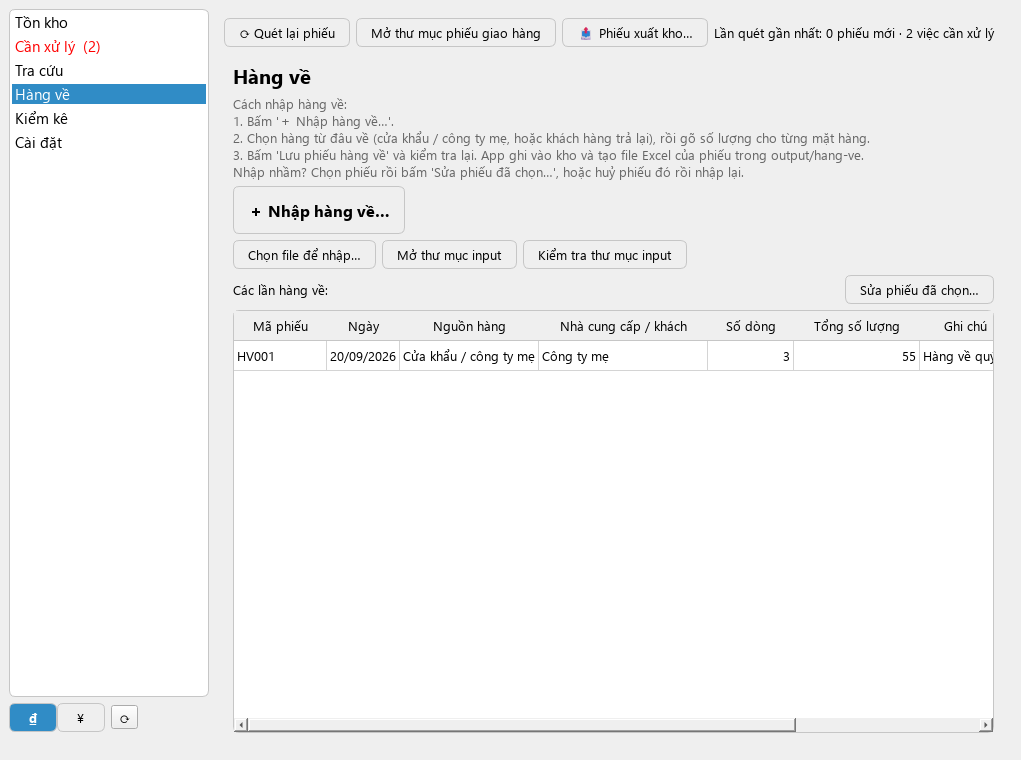 Tồn kho
Cần xử lý (2)
Tra cứu
Hàng về
Kiểm kê
Cài đặt
₫
¥
⟳
⟳ Quét lại phiếu
Mở thư mục phiếu giao hàng
Phiếu xuất kho...
Lần quét gần nhất: 0 phiếu mới · 2 việc cần xử lý
Hàng về
Cách nhập hàng về:
1. Bấm '＋ Nhập hàng về...'.
2. Chọn hàng từ đâu về (cửa khẩu / công ty mẹ, hoặc khách hàng trả lại), rồi gõ số lượng cho từng mặt hàng.
3. Bấm 'Lưu phiếu hàng về' và kiểm tra lại. App ghi vào kho và tạo file Excel của phiếu trong output/hang-ve.
Nhập nhầm? Chọn phiếu rồi bấm 'Sửa phiếu đã chọn...', hoặc huỷ phiếu đó rồi nhập lại.
＋ Nhập hàng về...
Chọn file để nhập...
Mở thư mục input
Kiểm tra thư mục input
Các lần hàng về:
Sửa phiếu đã chọn...
Mã phiếu Ngày Nguồn hàng Nhà cung cấp / khách Số dòng Tổng số lượng Ghi chú
HV001 20/09/2026 Cửa khẩu / công ty mẹ Công ty mẹ 3 55 Hàng về quý